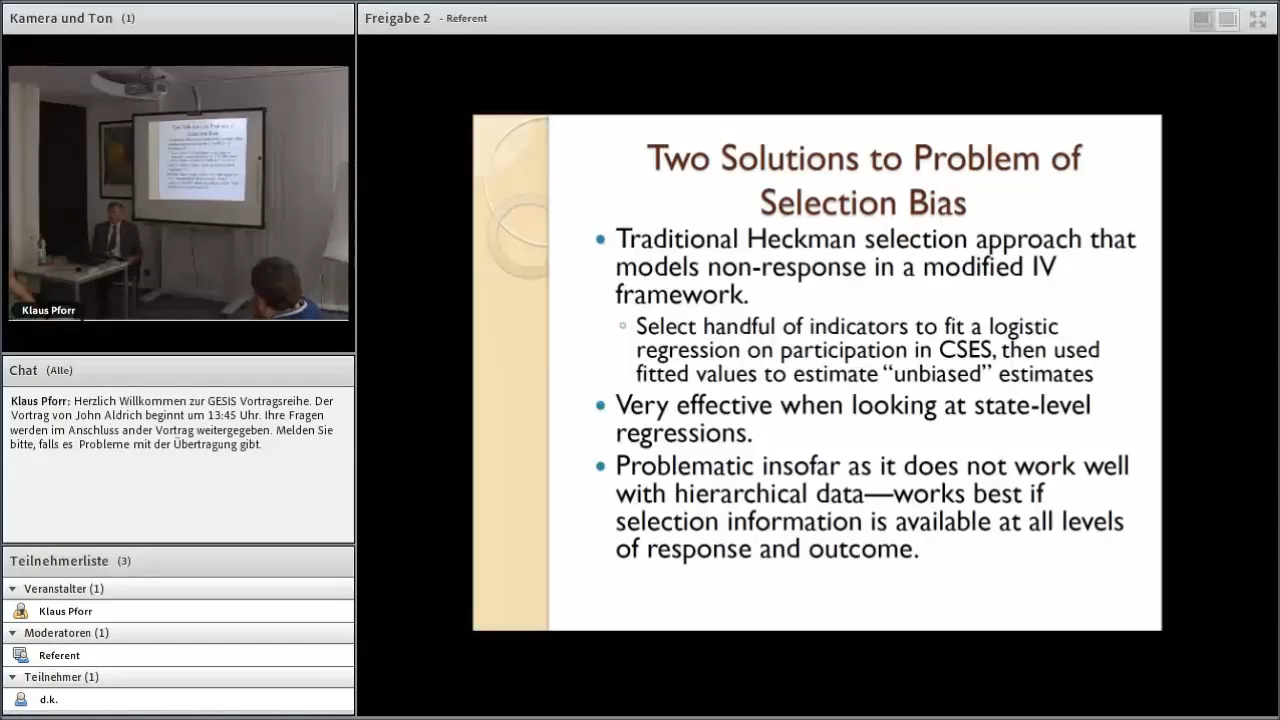 Kamera und Ton (1)
Klaus Pforr
Chat (Alle)
Klaus Pforr: Herzlich Willkommen zur GESIS Vortragsreihe. Der
Vortrag von John Aldrich beginnt um 13:45 Uhr. Ihre Fragen
werden im Anschluss ander Vortrag weitergegeben. Melden Sie
bitte, falls es Probleme mit der Übertragung gibt.
Teilnehmerliste (3)
Veranstalter (1)
Klaus Pforr
Moderatoren (1)
Referent
Teilnehmer (1)
d.k.
Freigabe 2 - Referent
Two Solutions to Problem of
Selection Bias
• Traditional Heckman selection approach that
models non-response in a modified IV
framework.
◦ Select handful of indicators to fit a logistic
regression on participation in CSES, then used
fitted values to estimate “unbiased” estimates
• Very effective when looking at state-level
regressions.
• Problematic insofar as it does not work well
with hierarchical data—works best if
selection information is available at all levels
of response and outcome.